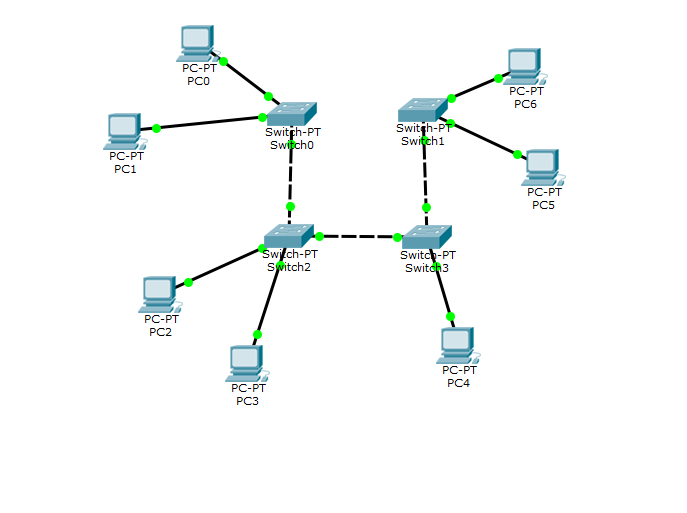 PC-PT
PC0
PC-PT
PC1
Switch-PT
Switch0
Switch-PT
Switch1
PC-PT
PC6
PC-PT
PC5
Switch-PT
Switch2
Switch-PT
Switch3
PC-PT
PC2
PC-PT
PC3
PC-PT
PC4